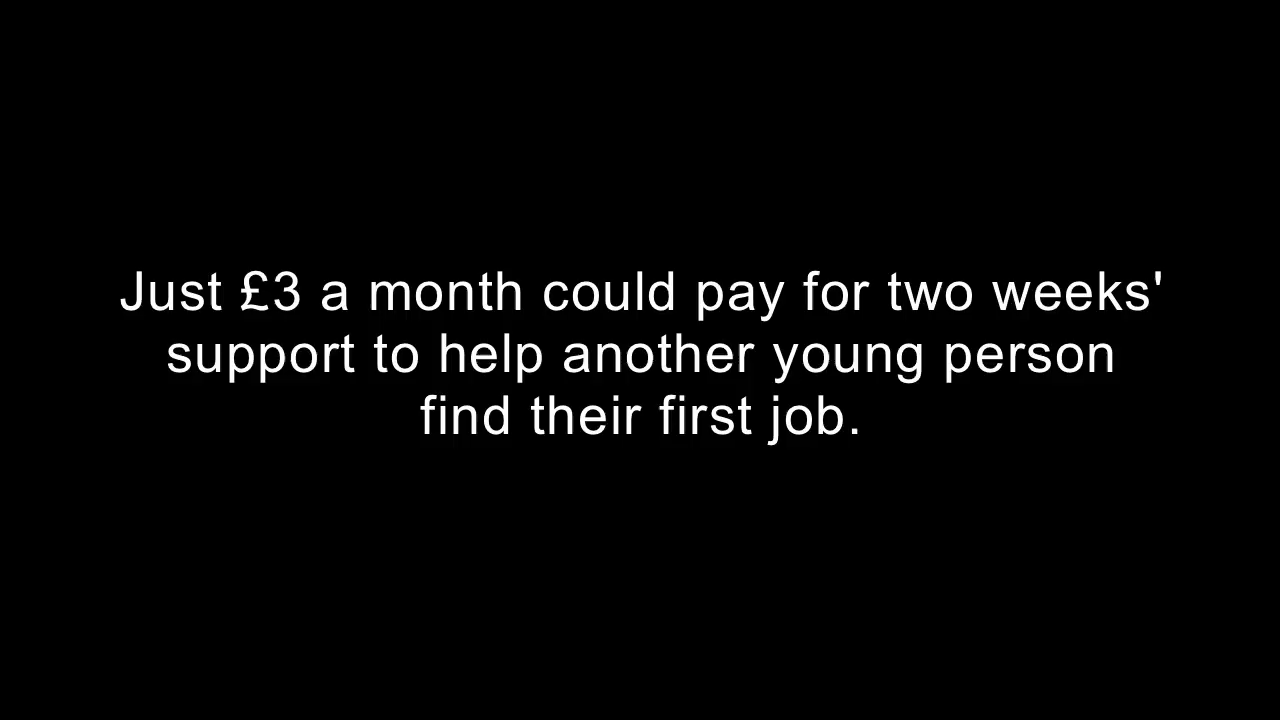 Just £3 a month could pay for two weeks'
support to help another young person
find their first job.